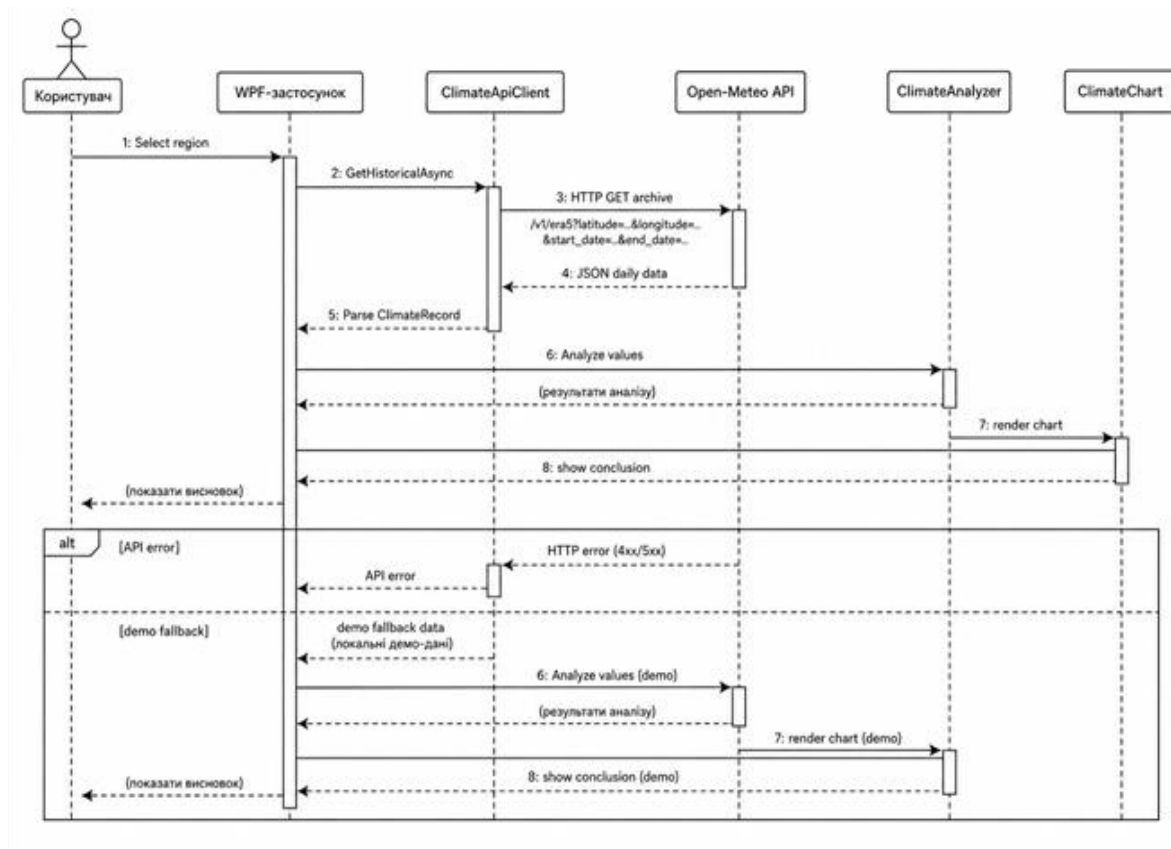 Користувач
WPF-застосунок
ClimateApiClient
Open-Meteo API
ClimateAnalyzer
ClimateChart
1: Select region
2: GetHistoricalAsync
3: HTTP GET archive
/v1/era5?latitude=..&longitude=..
&start_date=..&end_date=..
4: JSON daily data
5: Parse ClimateRecord
6: Analyze values
(результати аналізу)
7: render chart
8: show conclusion
(показати висновок)
alt
[API error]
HTTP error (4xx/5xx)
API error
[demo fallback]
demo fallback data
(локальні демо-дані)
6: Analyze values (demo)
(результати аналізу)
7: render chart (demo)
8: show conclusion (demo)
(показати висновок)